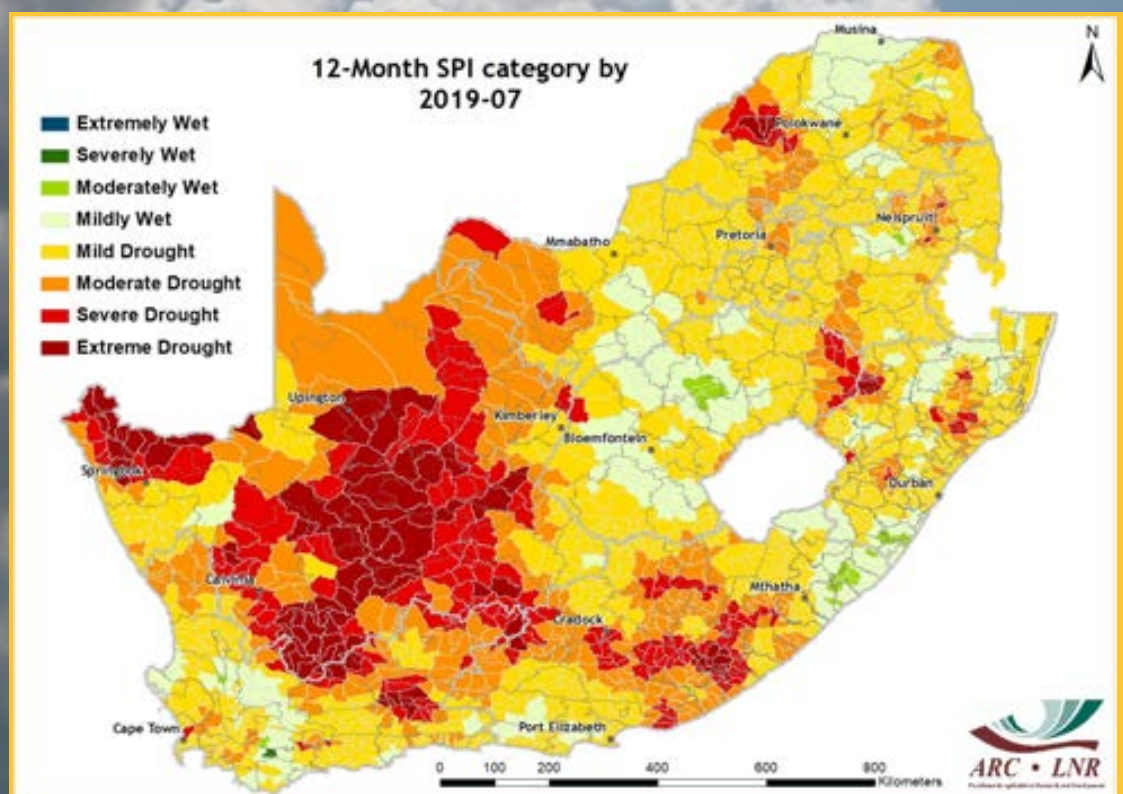 12-Month SPI category by
2019-07
N
Extremely Wet
Severely Wet
Moderately Wet
Mildly Wet
Mild Drought
Moderate Drought
Severe Drought
Extreme Drought
Musina
Polokwane
Nelspruit
Pretoria
Mmabatho
Upington
Kimberley
Bloemfontein
Springbok
Durban
Calvinia
Mthatha
Cradock
Cape Town
Port Elizabeth
0 100 200 400 600 800
Kilometers
ARC • LNR